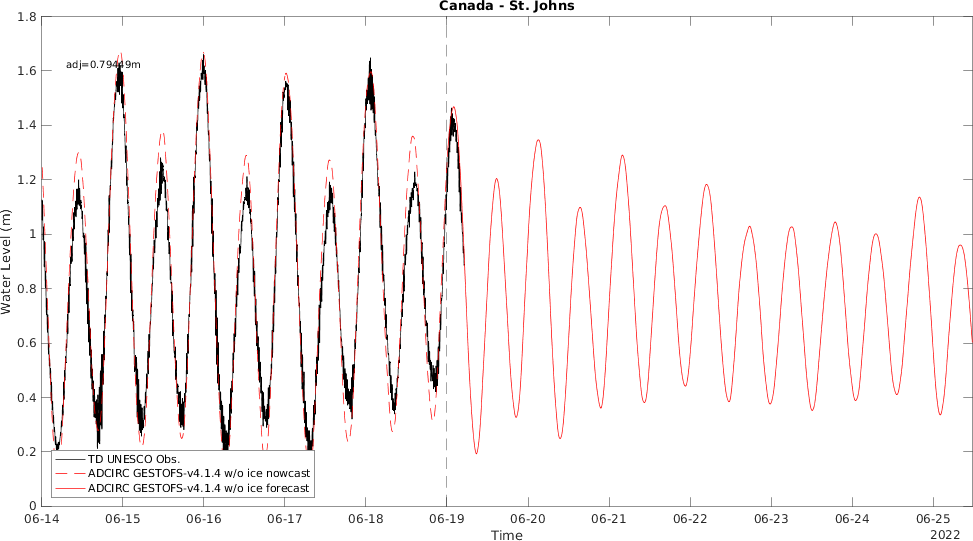 Canada - St. Johns
1.8
1.6
1.4
1.2
1
0.8
0.6
0.4
0.2
0
Water Level (m)
adj=0.79449m
TD UNESCO Obs.
ADCIRC GESTOFS-v4.1.4 w/o ice nowcast
ADCIRC GESTOFS-v4.1.4 w/o ice forecast
06-14 06-15 06-16 06-17 06-18 06-19 06-20 06-21 06-22 06-23 06-24 06-25
2022
Time